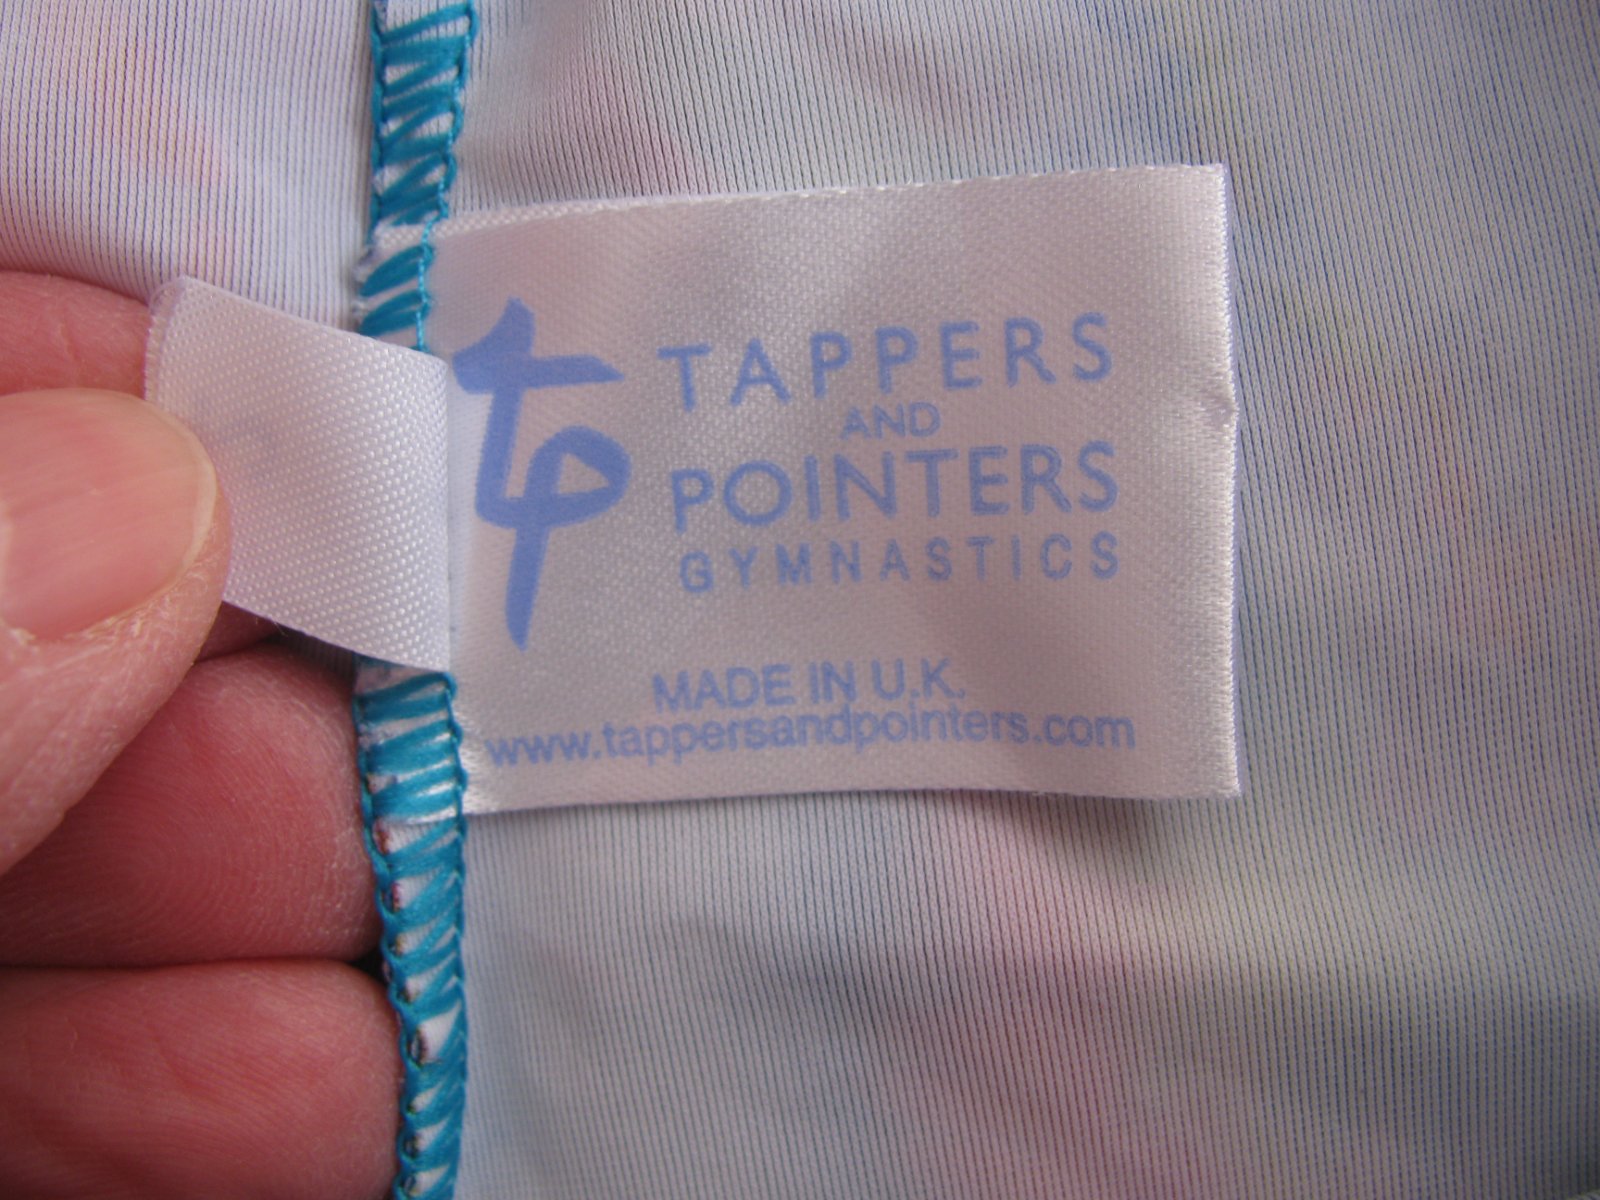 tp
TAPPERS
AND
POINTERS
GYMNASTICS
MADE IN U.K.
www.tappersandpointers.com